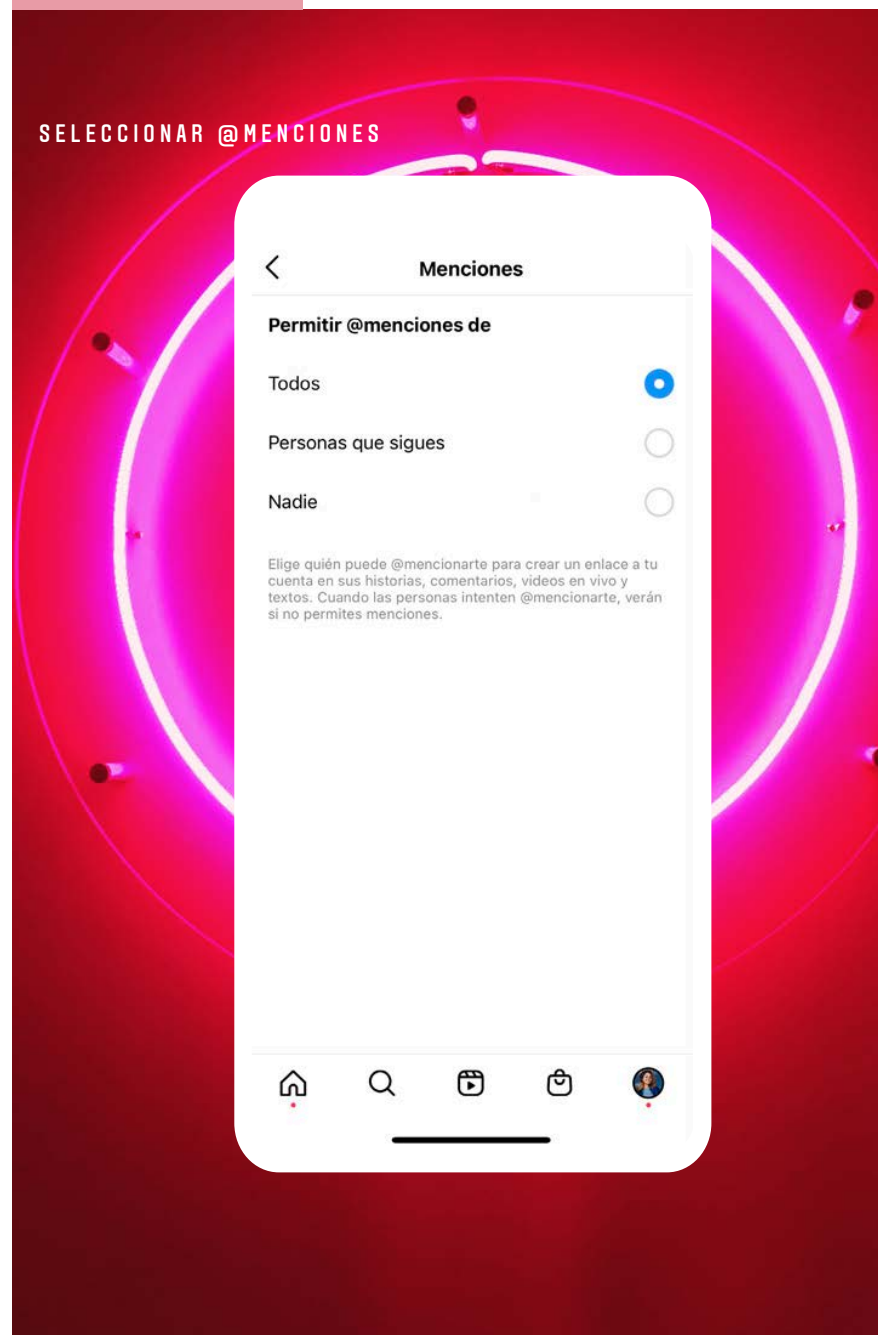 SELECCIONAR @MENCIONES
Menciones
Permitir @menciones de
Todos
Personas que sigues
Nadie
Elige quién puede @mencionarte para crear un enlace a tu
cuenta en sus historias, comentarios, videos en vivo y
textos. Cuando las personas intenten @mencionarte, verán
si no permites menciones.